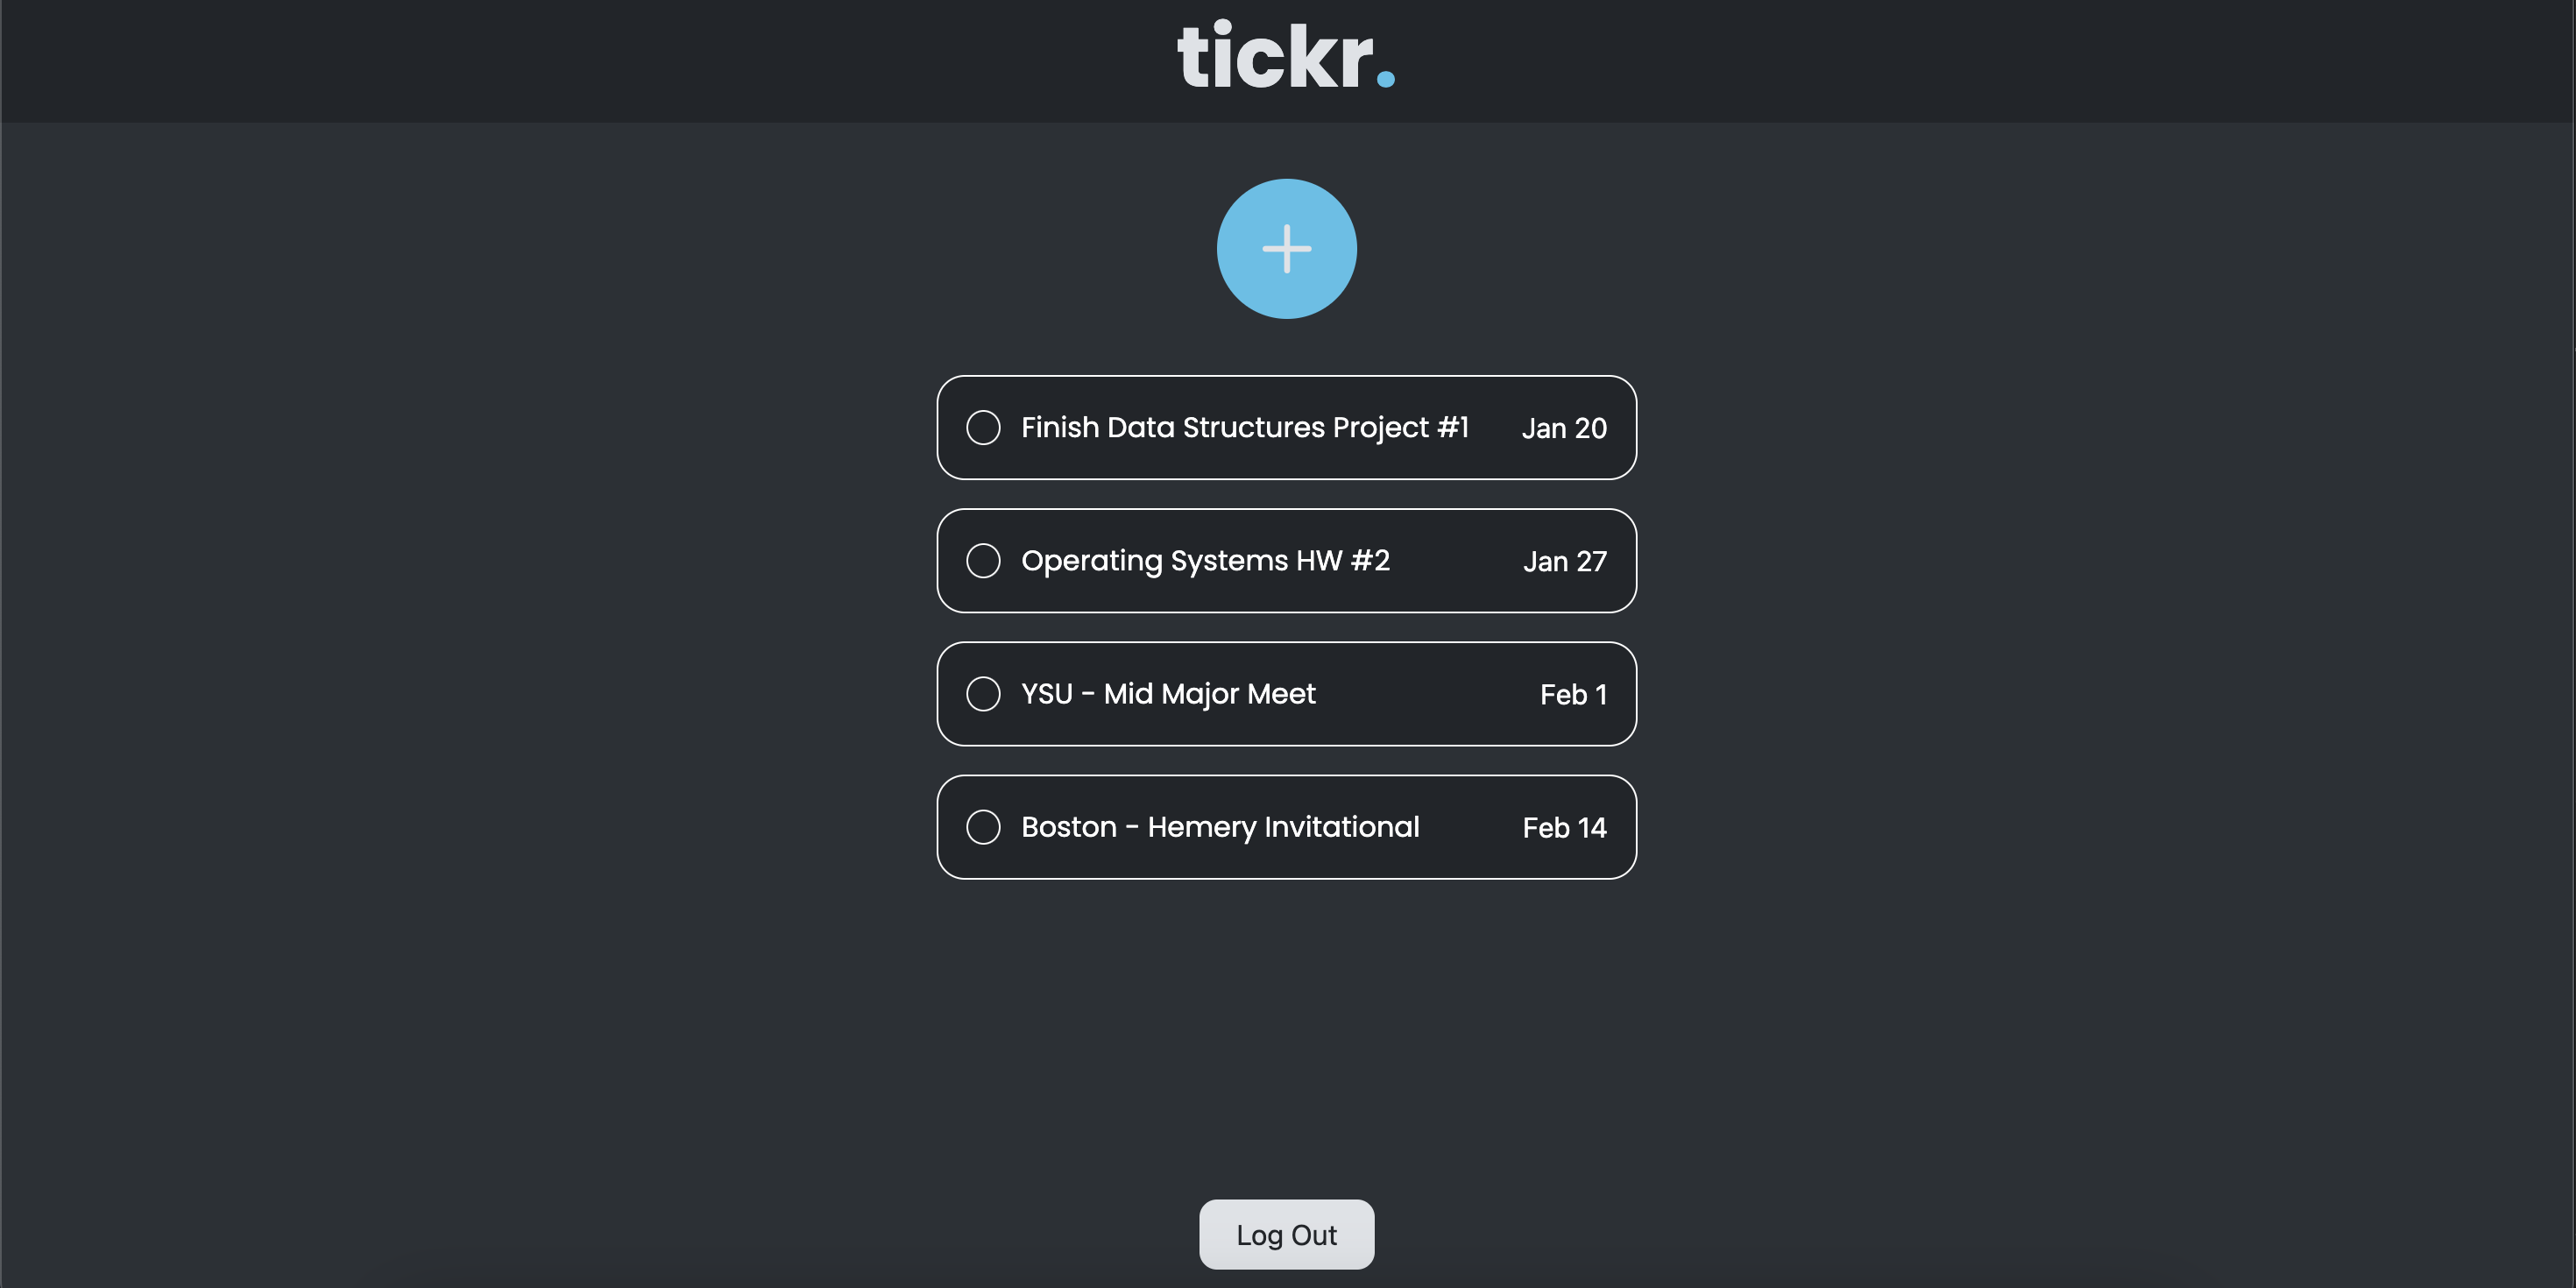 tickr.
Finish Data Structures Project #1 Jan 20
Operating Systems HW #2 Jan 27
YSU - Mid Major Meet Feb 1
Boston - Hemery Invitational Feb 14
Log Out